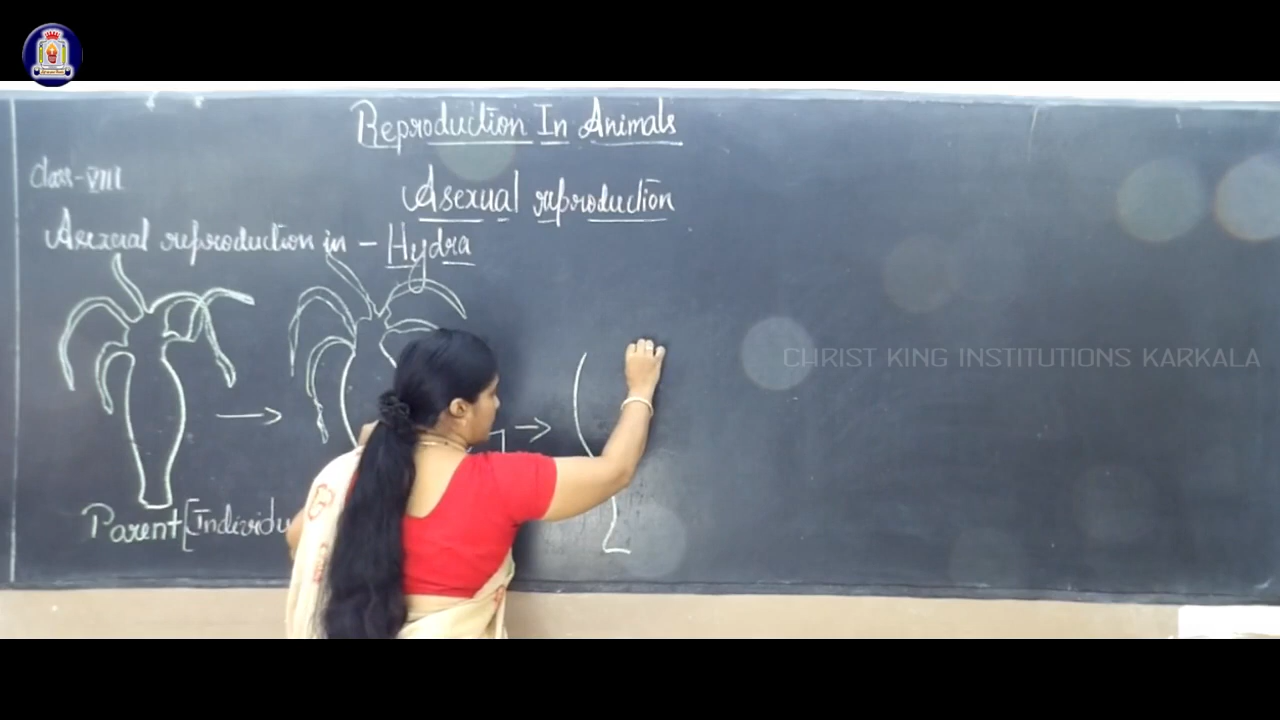 Reproduction In Animals
Class-VIII
Asexual reproduction
Asexual reproduction in - Hydra
CHRIST KING INSTITUTIONS KARKALA
Parent [Individu